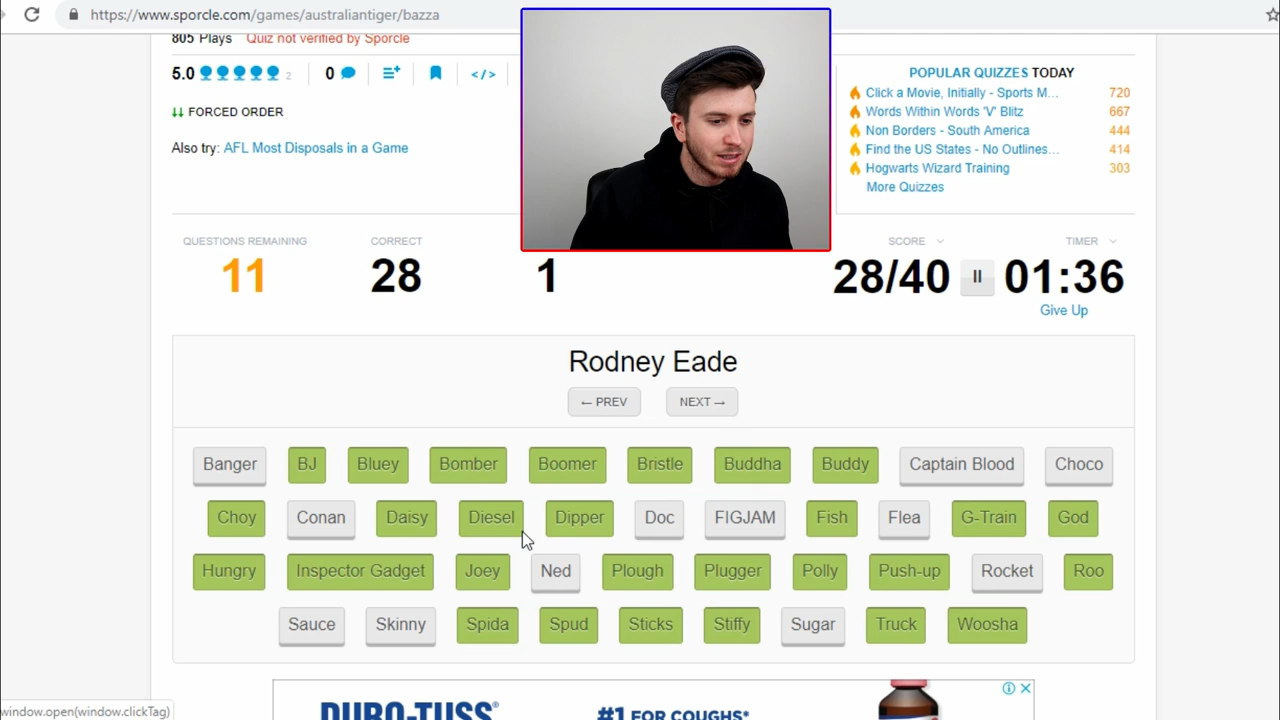 https://www.sporcle.com/games/australiantiger/bazza
805 Plays Quiz not verified by Sporcle
5.0 2 0 </>
POPULAR QUIZZES TODAY
Click a Movie, Initially - Sports M... 720
FORCED ORDER
Words Within Words 'V' Blitz 667
Non Borders - South America 444
Also try: AFL Most Disposals in a Game
Find the US States - No Outlines... 414
Hogwarts Wizard Training 303
More Quizzes
QUESTIONS REMAINING CORRECT SCORE TIMER
11 28 1 28/40 01:36
Give Up
Rodney Eade
← PREV NEXT →
Banger BJ Bluey Bomber Boomer Bristle Buddha Buddy Captain Blood Choco
Choy Conan Daisy Diesel Dipper Doc FIGJAM Fish Flea G-Train God
Hungry Inspector Gadget Joey Ned Plough Plugger Polly Push-up Rocket Roo
Sauce Skinny Spida Spud Sticks Stiffy Sugar Truck Woosha
DURO-TUSS® #1 FOR COUGHS*
window.open(window.clickTag)